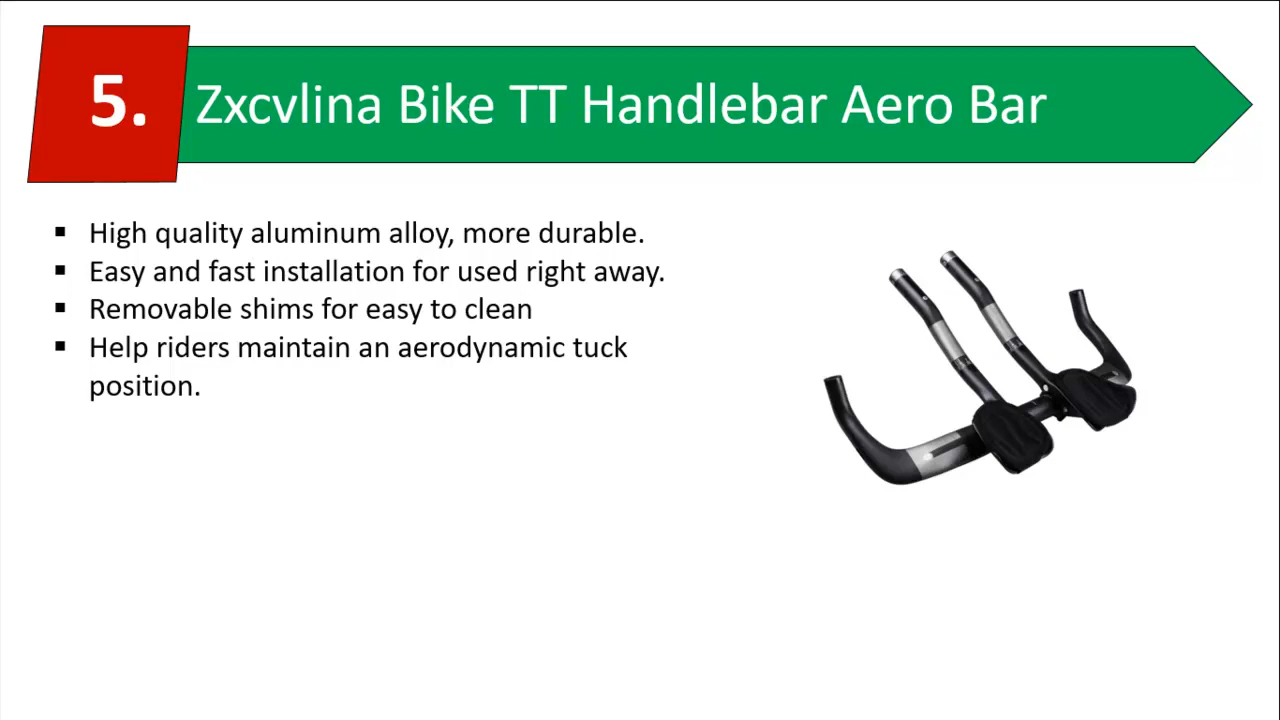 5.
Zxcvlina Bike TT Handlebar Aero Bar
▪ High quality aluminum alloy, more durable.
▪ Easy and fast installation for used right away.
▪ Removable shims for easy to clean
▪ Help riders maintain an aerodynamic tuck
position.